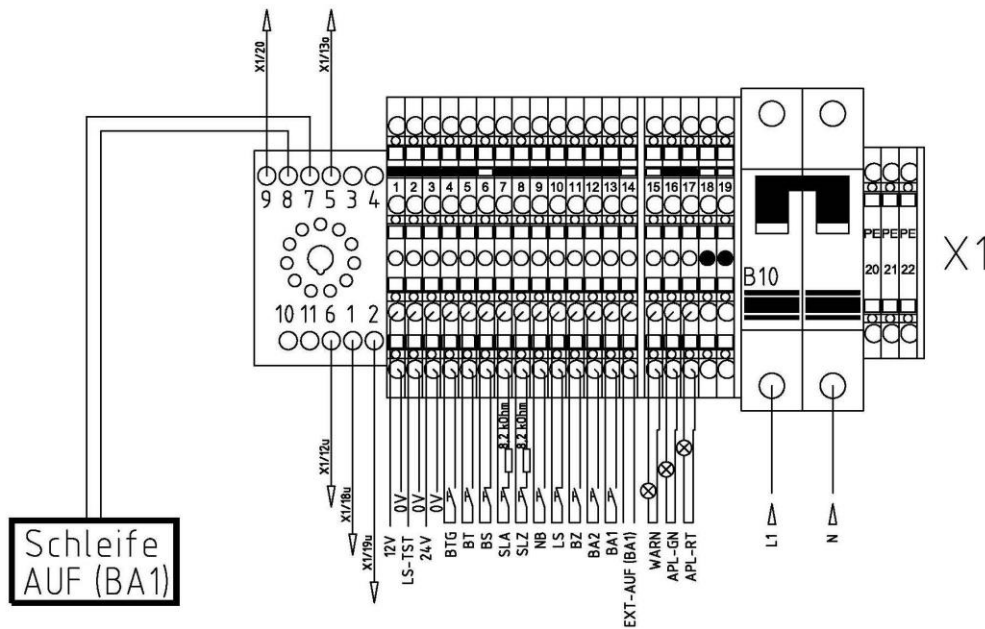 X1/20
X1/13o
9 8 7 5 3 4
10 11 6 1 2
1 2 3 4 5 6 7 8 9 10 11 12 13 14 15 16 17 18 19
B10
PE PE PE
20 21 22
X1
X1/12u
X1/18u
X1/19u
Schleife
AUF (BA1)
12V
0V
LS-TST
0V
24V
0V
BTG
BT
BS
SLA
8.2 kOhm
SLZ
8.2 kOhm
NB
LS
BZ
BA2
BA1
EXT-AUF (BA1)
WARN
APL-GN
APL-RT
L1
N